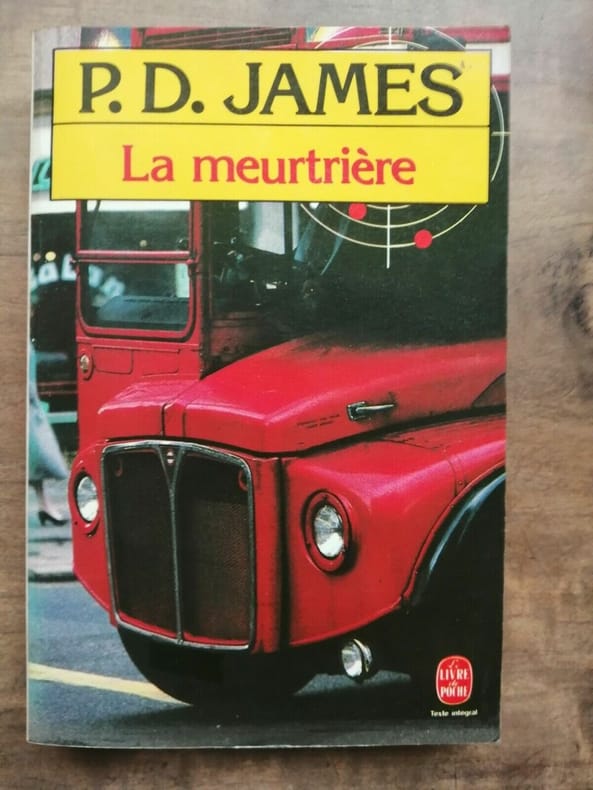 P. D. JAMES
La meurtrière
Le
LIVRE
de
POCHE
Texte intégral